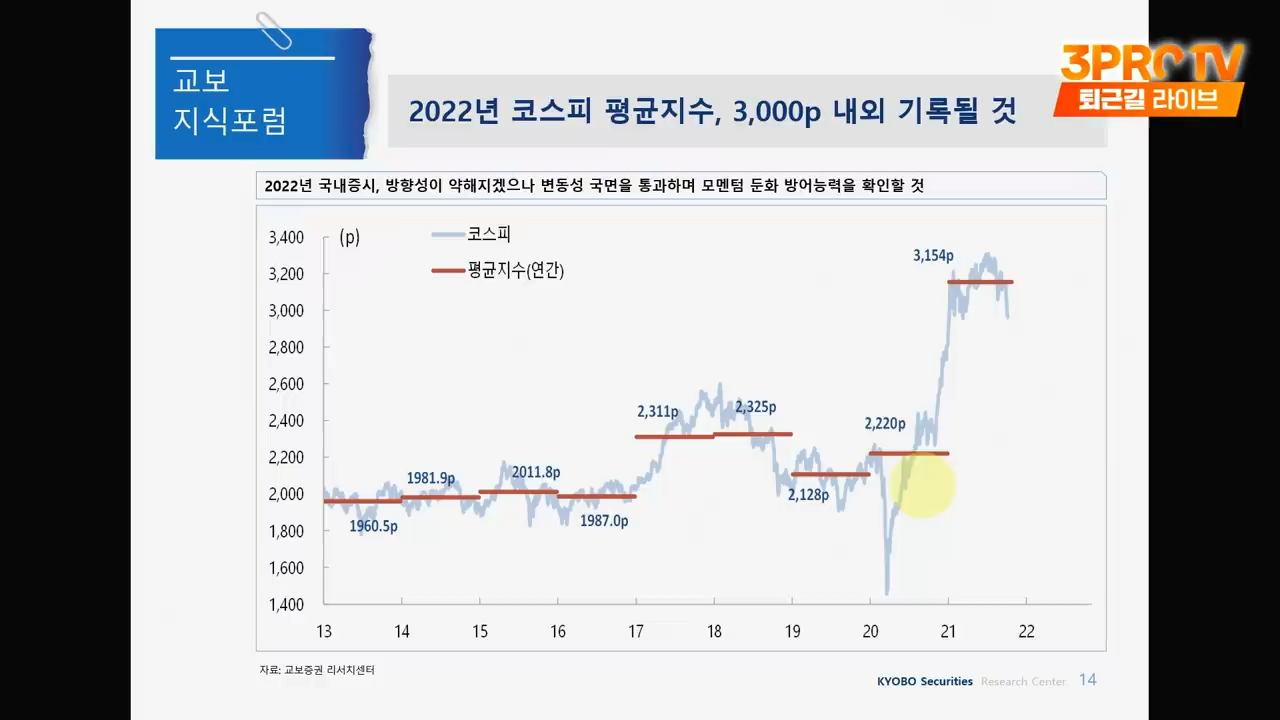 교보
지식포럼
2022년 코스피 평균지수, 3,000p 내외 기록될 것
3PROTV
퇴근길 라이브
2022년 국내증시, 방향성이 약해지겠으나 변동성 국면을 통과하며 모멘텀 둔화 방어능력을 확인할 것
(p)
코스피
평균지수(연간)
3,400
3,200
3,000
2,800
2,600
2,400
2,200
2,000
1,800
1,600
1,400
1960.5p
1981.9p
2011.8p
1987.0p
2,311p
2,325p
2,128p
2,220p
3,154p
13 14 15 16 17 18 19 20 21 22
자료: 교보증권 리서치센터
KYOBO Securities Research Center 14